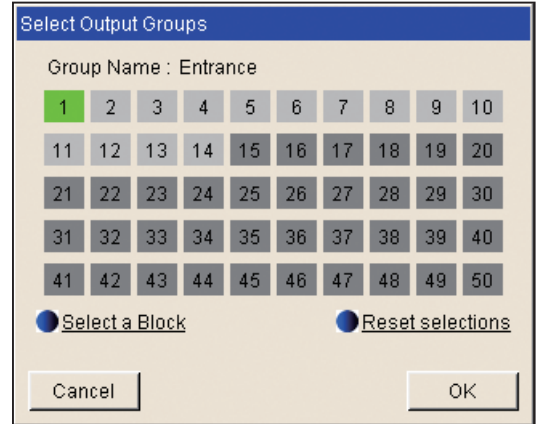 Select Output Groups
Group Name : Entrance
1 2 3 4 5 6 7 8 9 10
11 12 13 14 15 16 17 18 19 20
21 22 23 24 25 26 27 28 29 30
31 32 33 34 35 36 37 38 39 40
41 42 43 44 45 46 47 48 49 50
Select a Block Reset selections
Cancel OK